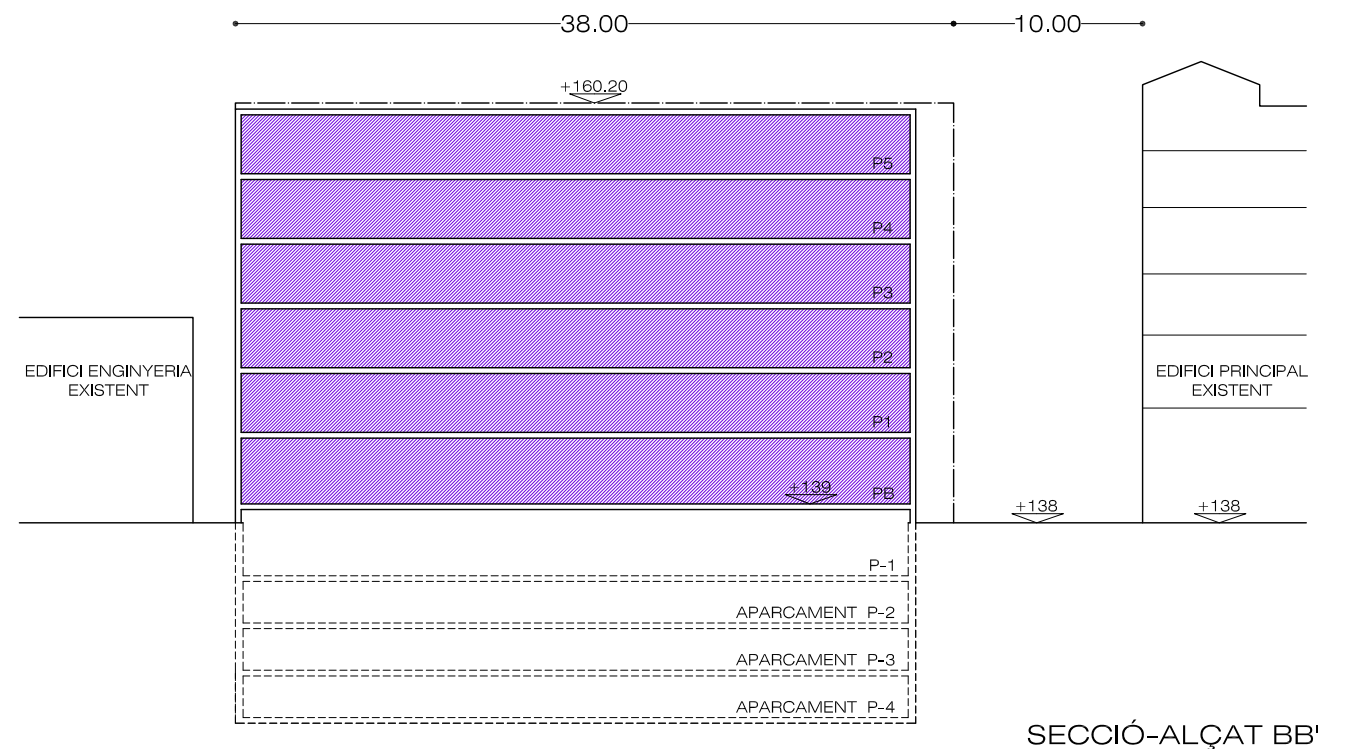 38.00
10.00
+160.20
P5
P4
P3
P2
EDIFICI ENGINYERIA
EXISTENT
EDIFICI PRINCIPAL
EXISTENT
P1
PB
+139
+138
+138
P-1
APARCAMENT P-2
APARCAMENT P-3
APARCAMENT P-4
SECCIÓ-ALÇAT BB'